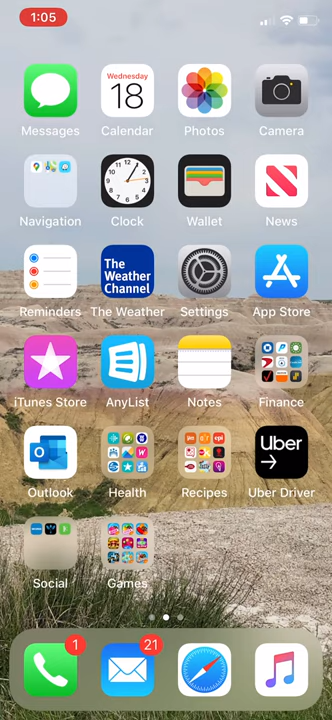 1:05
Wednesday
18
Messages Calendar Photos Camera
Navigation Clock Wallet News
The
Weather
Channel
Reminders The Weather Settings App Store
iTunes Store AnyList Notes Finance
Uber
Outlook Health Recipes Uber Driver
Social Games
1 21